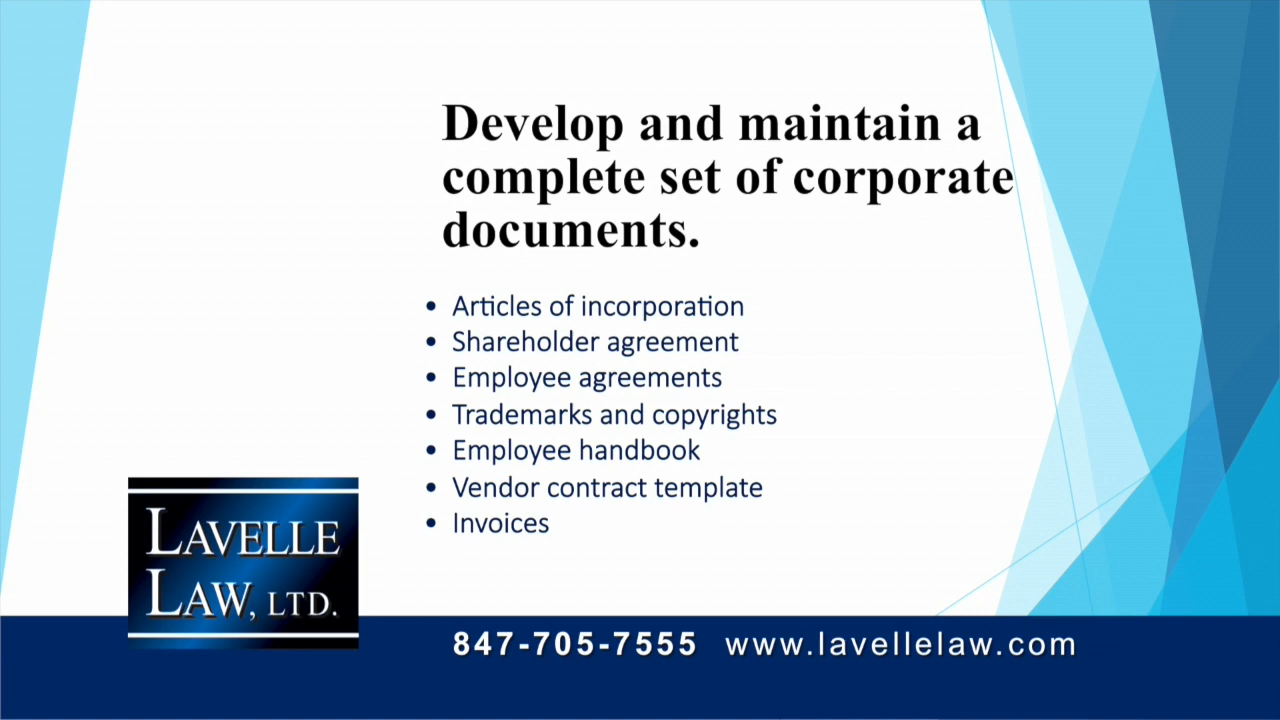 Develop and maintain a
complete set of corporate
documents.
• Articles of incorporation
• Shareholder agreement
• Employee agreements
• Trademarks and copyrights
• Employee handbook
• Vendor contract template
• Invoices
LAVELLE
LAW, LTD.
847-705-7555 www.lavellelaw.com